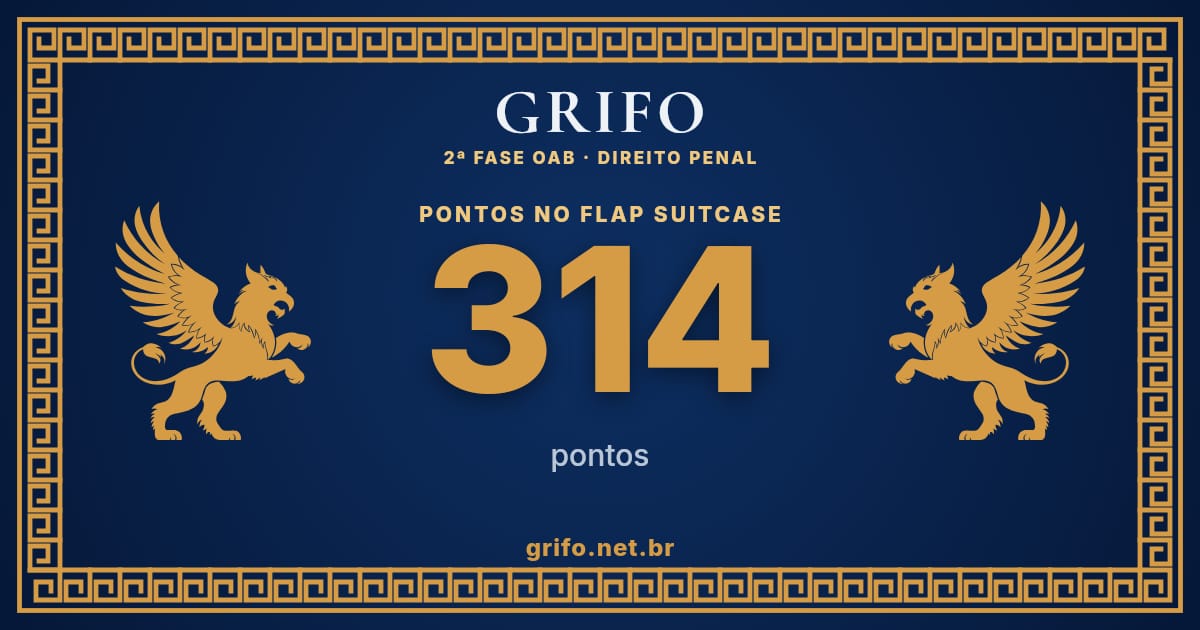 GRIFO
2ª FASE OAB · DIREITO PENAL
PONTOS NO FLAP SUITCASE
314
pontos
grifo.net.br